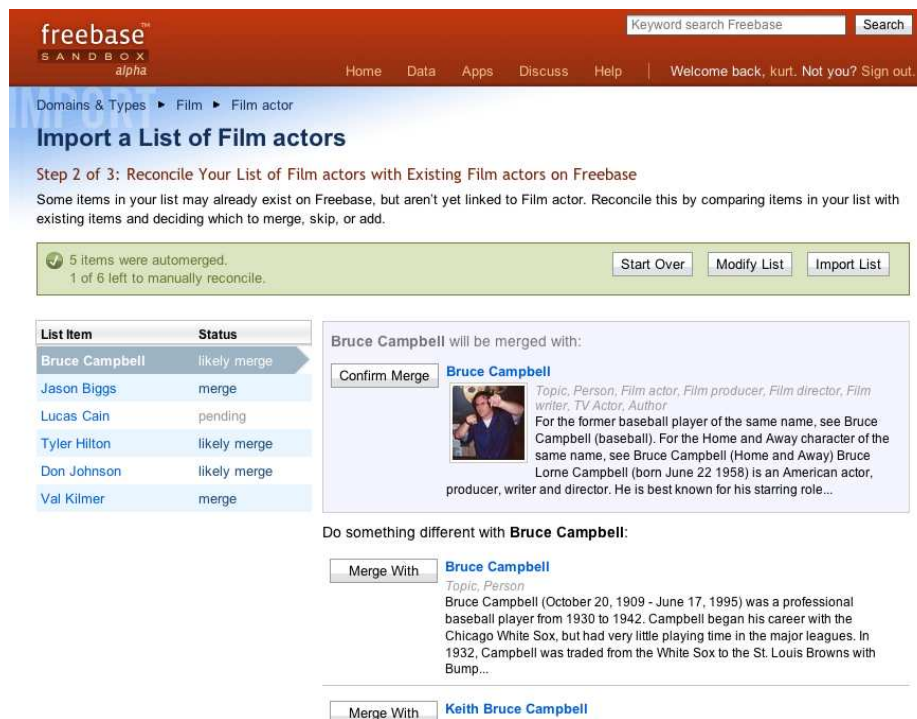 freebase™
SANDBOX
alpha
Keyword search Freebase
Search
Home Data Apps Discuss Help | Welcome back, kurt. Not you? Sign out.
IMPORT
Domains & Types ▸ Film ▸ Film actor
Import a List of Film actors
Step 2 of 3: Reconcile Your List of Film actors with Existing Film actors on Freebase
Some items in your list may already exist on Freebase, but aren't yet linked to Film actor. Reconcile this by comparing items in your list with
existing items and deciding which to merge, skip, or add.
5 items were automerged.
1 of 6 left to manually reconcile.
Start Over
Modify List
Import List
List Item Status
Bruce Campbell likely merge
Jason Biggs merge
Lucas Cain pending
Tyler Hilton likely merge
Don Johnson likely merge
Val Kilmer merge
Bruce Campbell will be merged with:
Confirm Merge
Bruce Campbell
Topic, Person, Film actor, Film producer, Film director, Film
writer, TV Actor, Author
For the former baseball player of the same name, see Bruce
Campbell (baseball). For the Home and Away character of the
same name, see Bruce Campbell (Home and Away) Bruce
Lorne Campbell (born June 22 1958) is an American actor,
producer, writer and director. He is best known for his starring role...
Do something different with Bruce Campbell:
Merge With
Bruce Campbell
Topic, Person
Bruce Campbell (October 20, 1909 - June 17, 1995) was a professional
baseball player from 1930 to 1942. Campbell began his career with the
Chicago White Sox, but had very little playing time in the major leagues. In
1932, Campbell was traded from the White Sox to the St. Louis Browns with
Bump...
Merge With
Keith Bruce Campbell